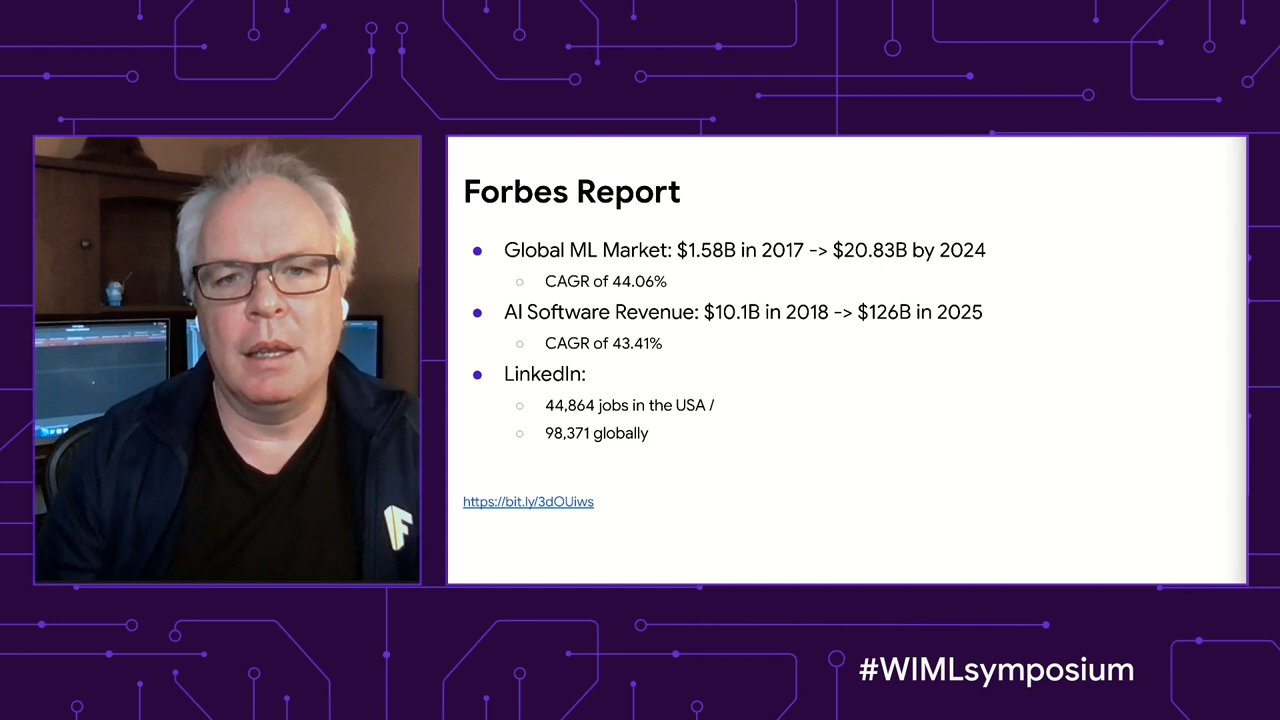 Forbes Report
Global ML Market: $1.58B in 2017 -> $20.83B by 2024
CAGR of 44.06%
AI Software Revenue: $10.1B in 2018 -> $126B in 2025
CAGR of 43.41%
LinkedIn:
44,864 jobs in the USA /
98,371 globally
https://bit.ly/3dOUiws
#WIMLsymposium